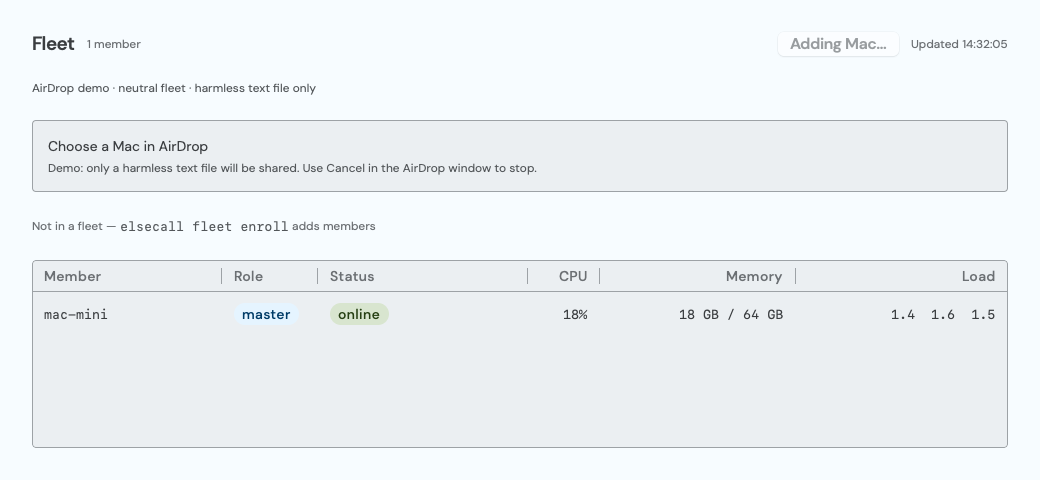 Fleet 1 member Adding Mac... Updated 14:32:05
AirDrop demo · neutral fleet · harmless text file only
Choose a Mac in AirDrop
Demo: only a harmless text file will be shared. Use Cancel in the AirDrop window to stop.
Not in a fleet — elsecall fleet enroll adds members
Member Role Status CPU Memory Load
mac-mini master online 18% 18 GB / 64 GB 1.4 1.6 1.5